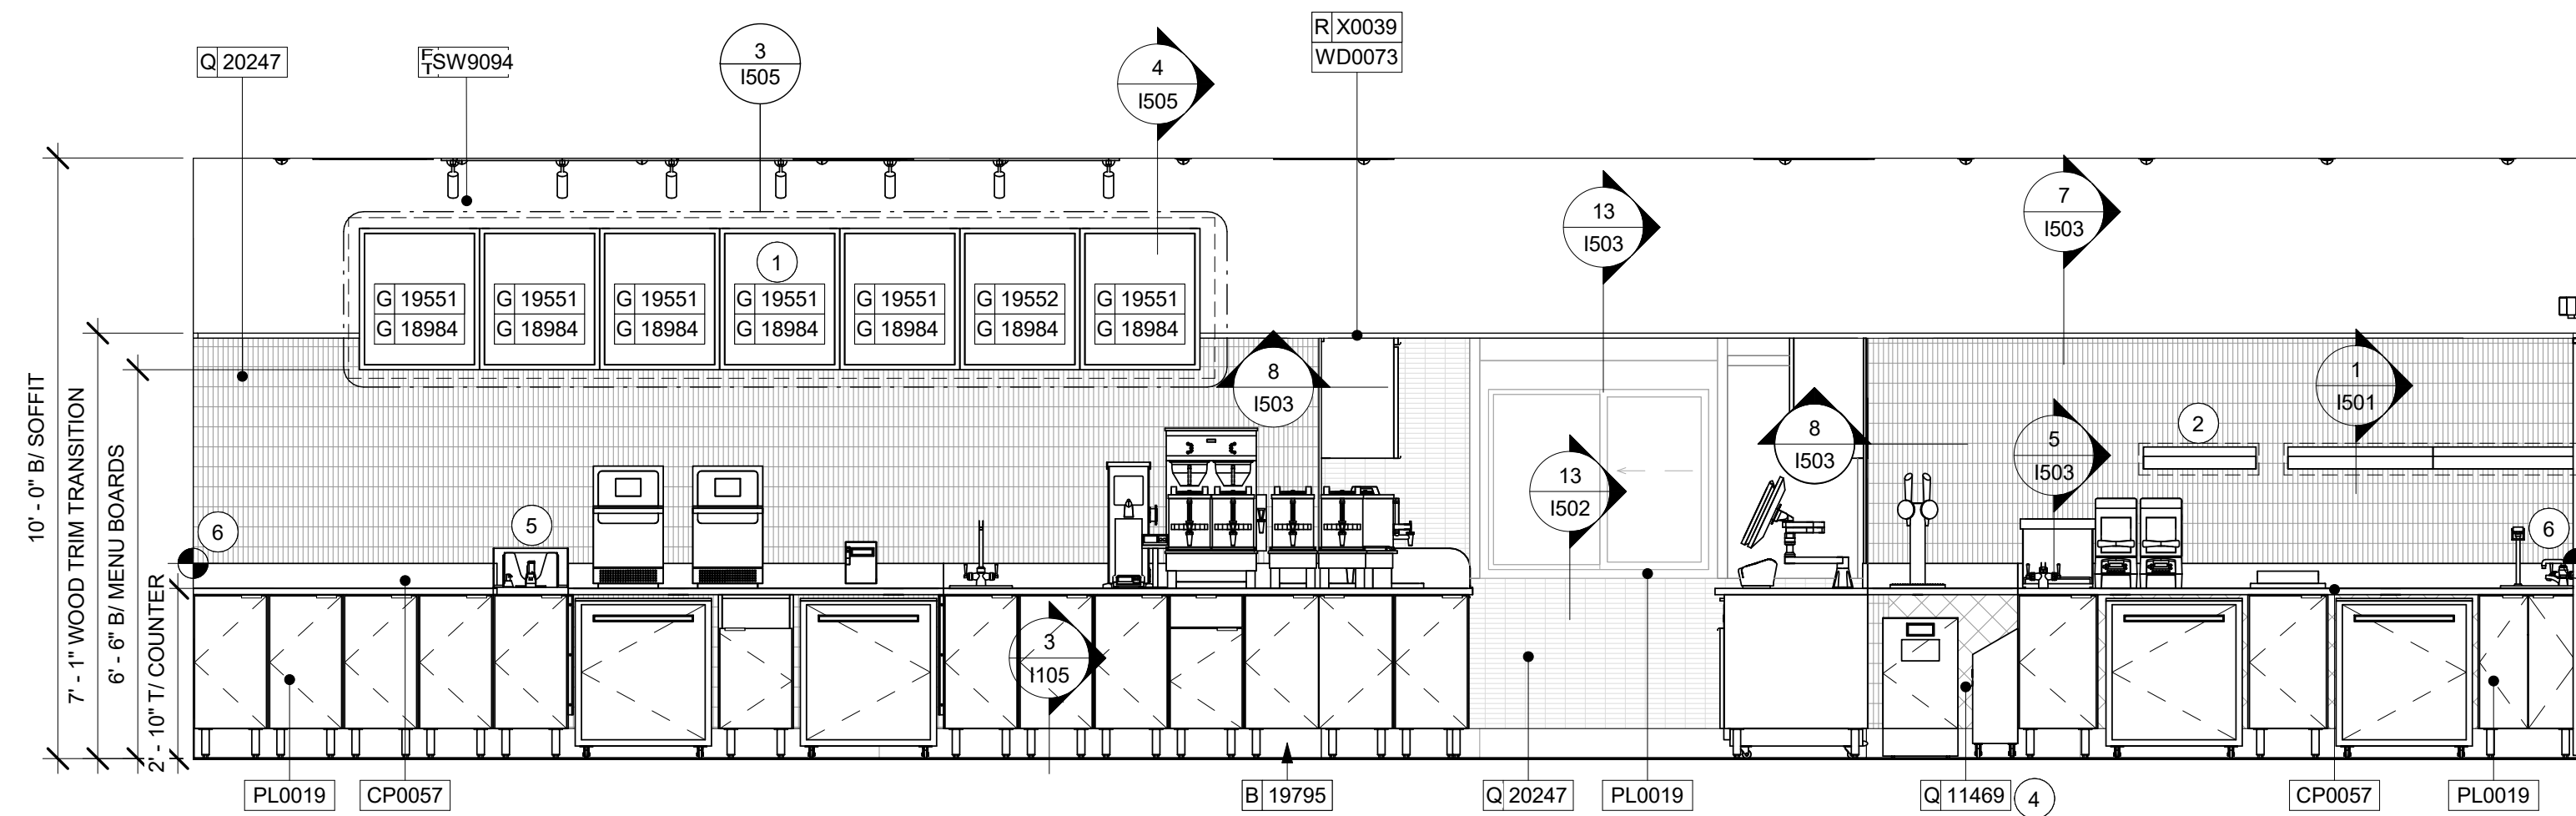 R X0039
WD0073
Q 20247
FT SW9094
3
I505
4
I505
13
I503
7
I503
1
G 19551
G 19551
G 19551
G 19551
G 19551
G 19552
G 19551
G 18984
G 18984
G 18984
G 18984
G 18984
G 18984
G 18984
8
I503
13
I502
8
I503
5
I503
2
1
I501
10' - 0" B/ SOFFIT
7' - 1" WOOD TRIM TRANSITION
6' - 6" B/ MENU BOARDS
2' - 10" T/ COUNTER
6
5
6
3
I105
PL0019
CP0057
B 19795
Q 20247
PL0019
Q 11469
4
CP0057
PL0019